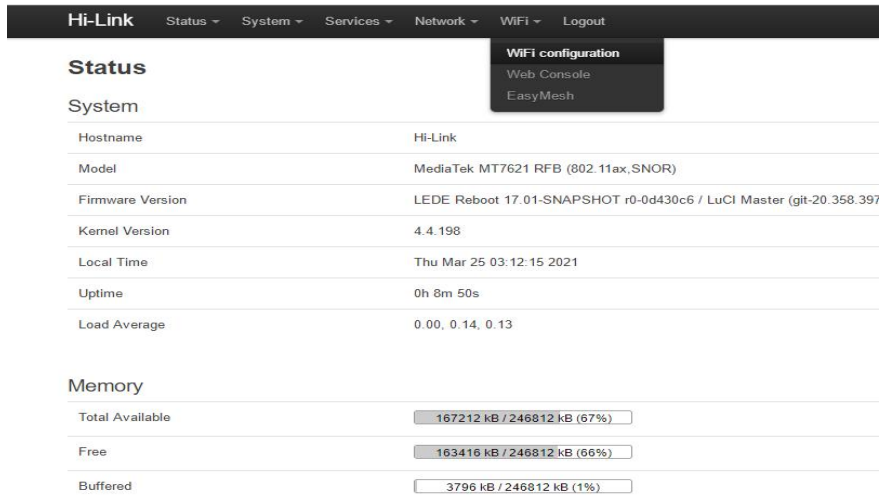 Hi-Link Status System Services Network WiFi Logout
WiFi configuration
Web Console
EasyMesh
Status
System
Hostname Hi-Link
Model MediaTek MT7621 RFB (802.11ax,SNOR)
Firmware Version LEDE Reboot 17.01-SNAPSHOT r0-0d430c6 / LuCI Master (git-20.358.397
Kernel Version 4.4.198
Local Time Thu Mar 25 03:12:15 2021
Uptime 0h 8m 50s
Load Average 0.00, 0.14, 0.13
Memory
Total Available 167212 kB / 246812 kB (67%)
Free 163416 kB / 246812 kB (66%)
Buffered 3796 kB / 246812 kB (1%)